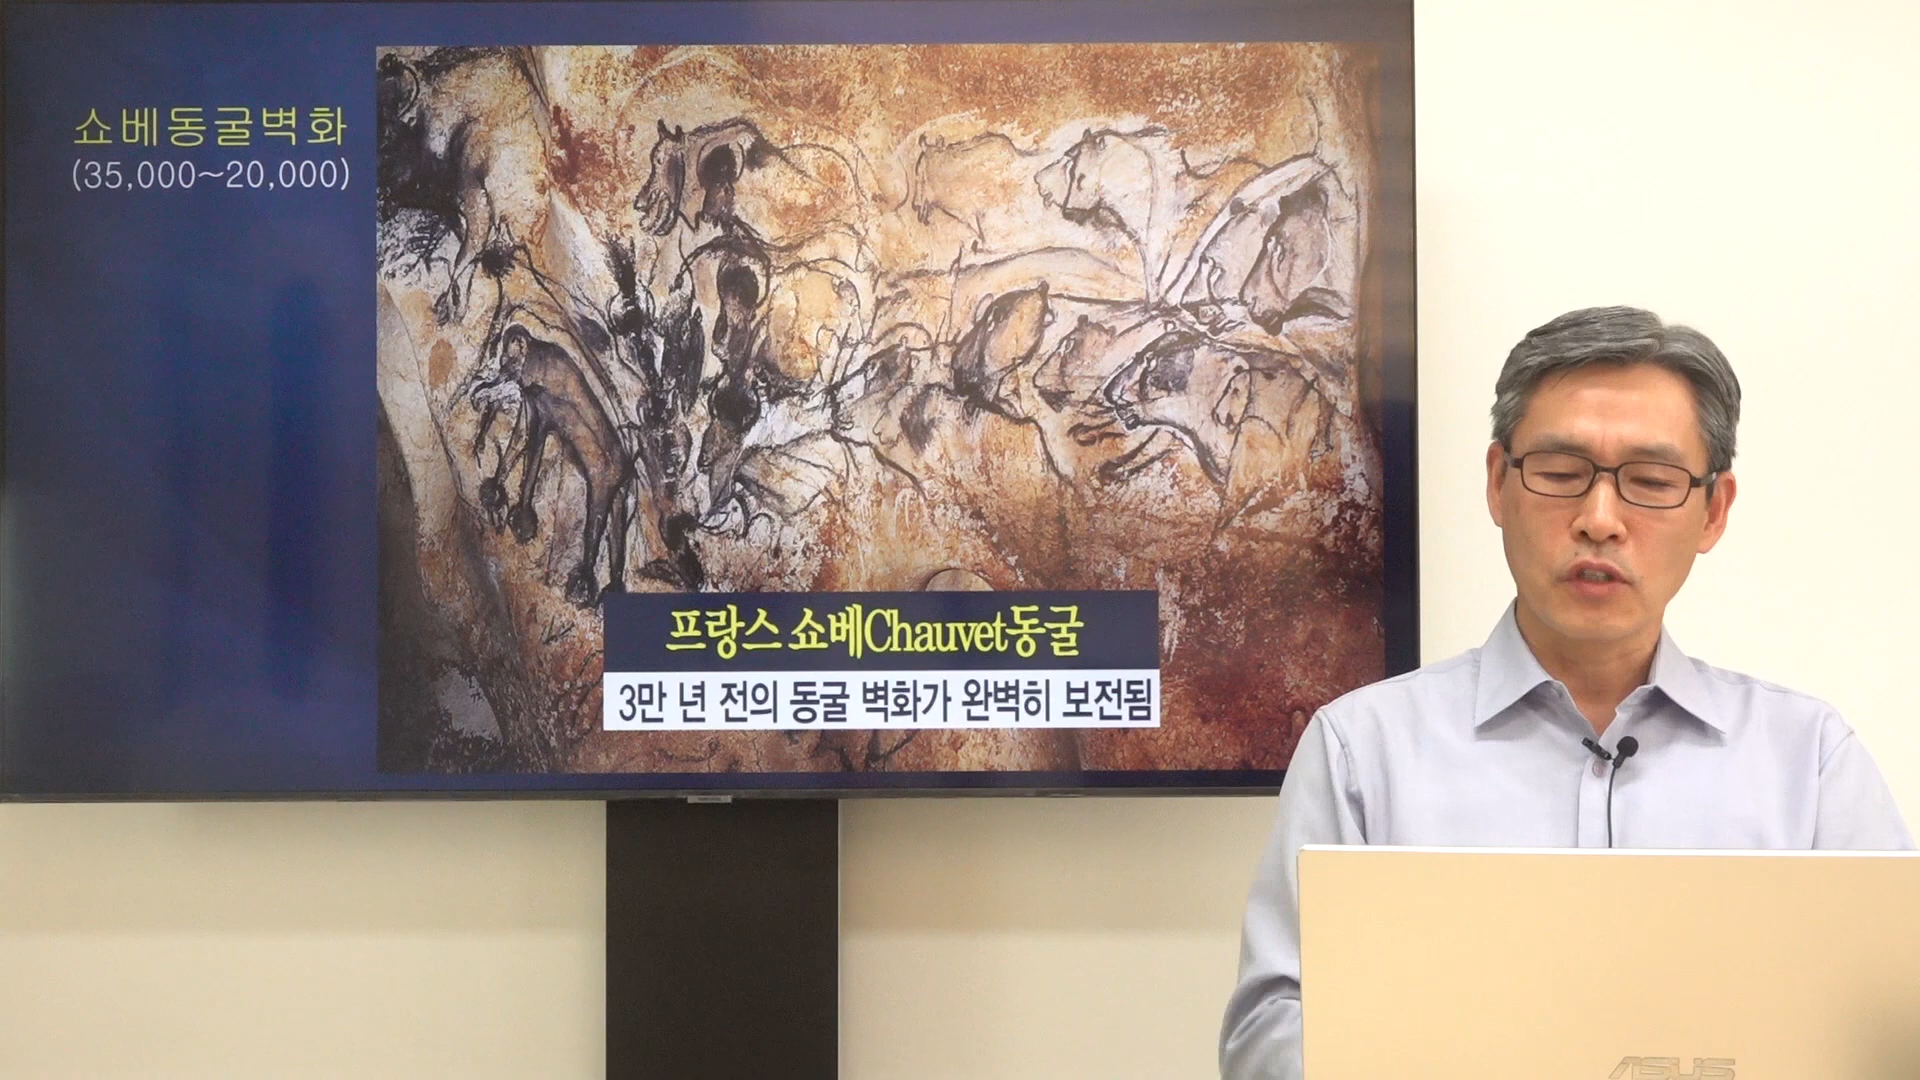 쇼베동굴벽화
(35,000~20,000)
프랑스 쇼베Chauvet동굴
3만 년 전의 동굴 벽화가 완벽히 보전됨
ASUS